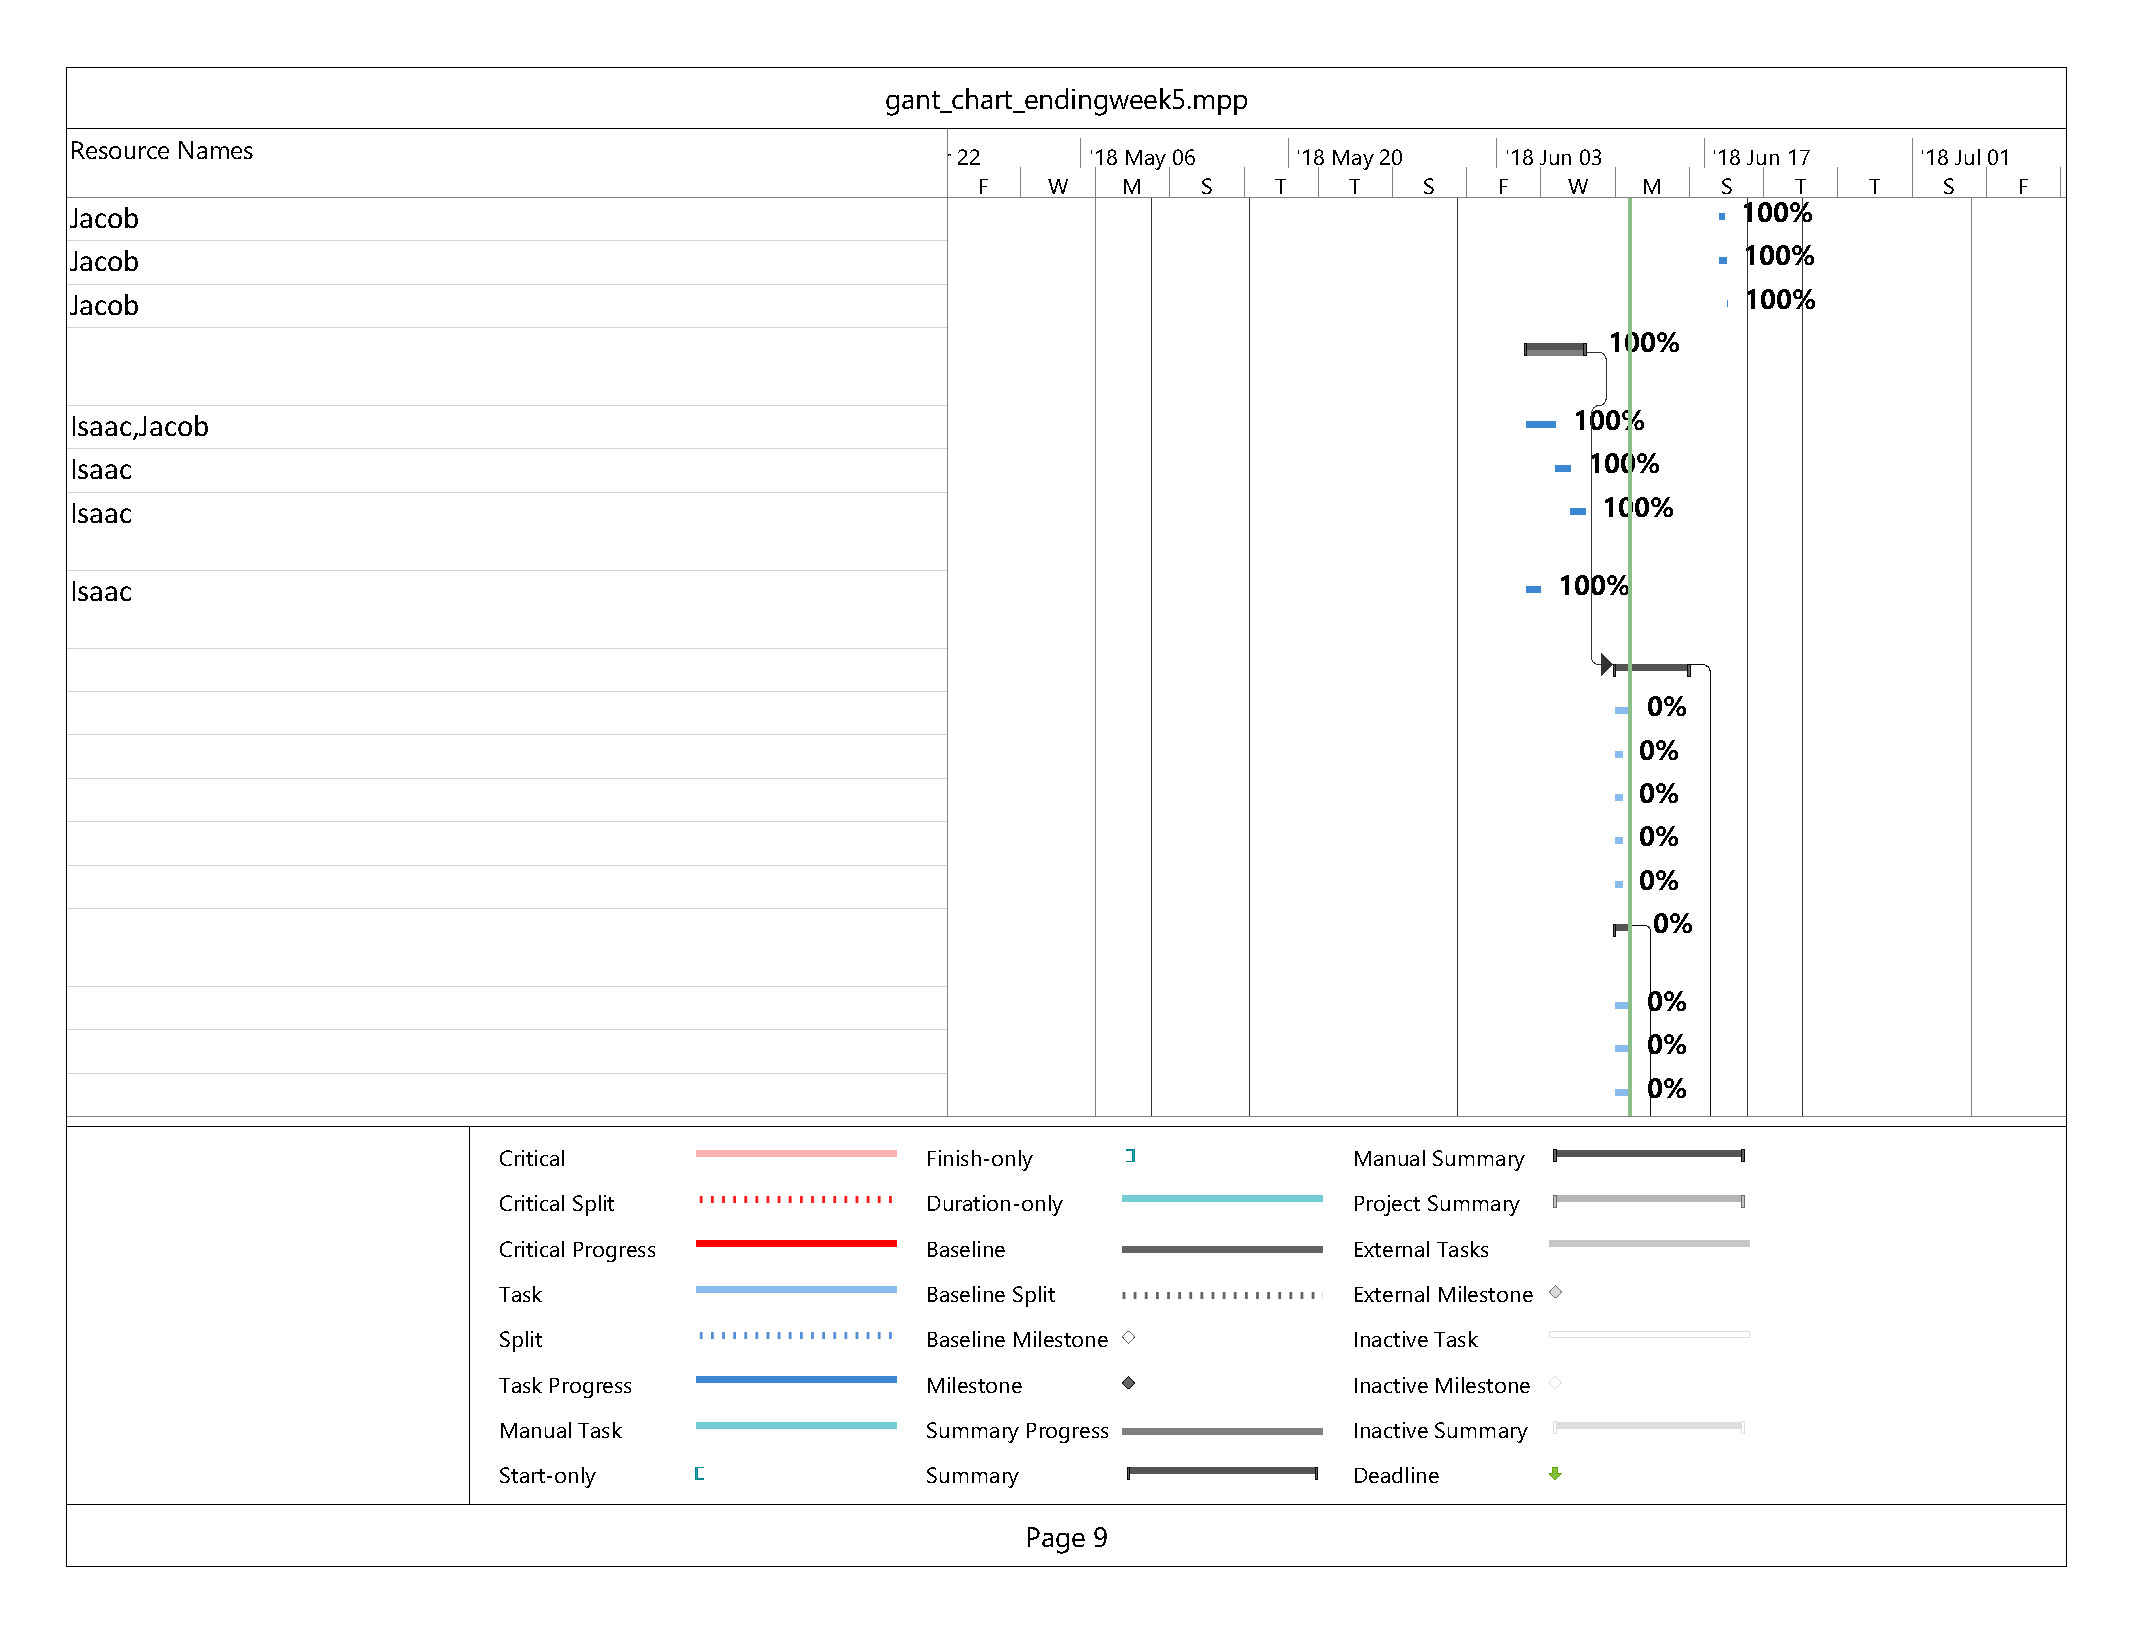 gant_chart_endingweek5.mpp
Resource Names
r 22 '18 May 06 '18 May 20 '18 Jun 03 '18 Jun 17 '18 Jul 01
F W M S T T S F W M S T T S F
Jacob 100%
Jacob 100%
Jacob 100%
100%
Isaac,Jacob 100%
Isaac 100%
Isaac 100%
Isaac 100%
0%
0%
0%
0%
0%
0%
0%
0%
0%
Critical Finish-only Manual Summary
Critical Split Duration-only Project Summary
Critical Progress Baseline External Tasks
Task Baseline Split External Milestone
Split Baseline Milestone Inactive Task
Task Progress Milestone Inactive Milestone
Manual Task Summary Progress Inactive Summary
Start-only Summary Deadline
Page 9